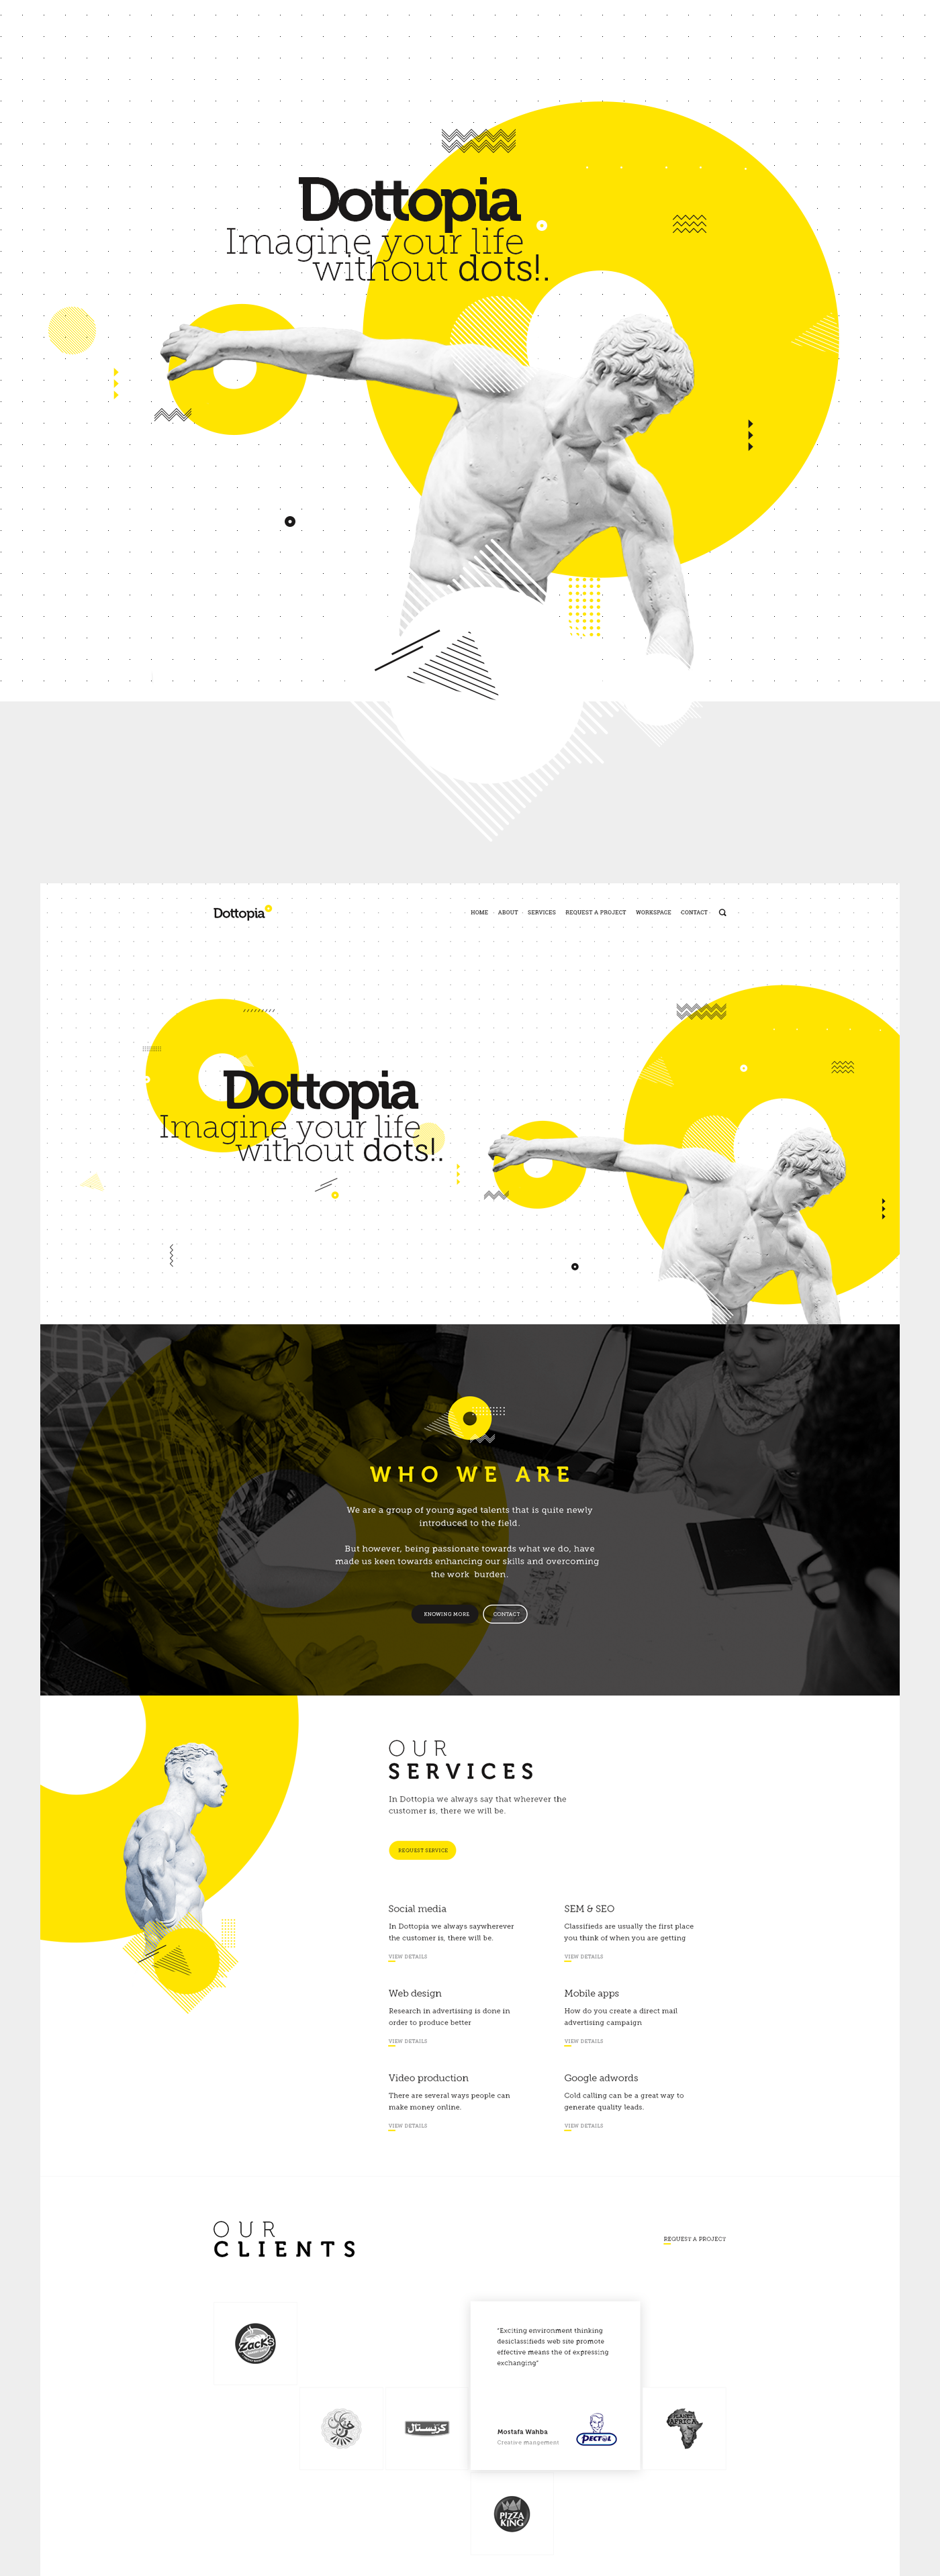 Dottopia
Imagine your life
without dots!.
Dottopia
HOME
ABOUT
SERVICES
REQUEST A PROJECT
WORKSPACE
CONTACT
Dottopia
Imagine your life
without dots!.
WHO WE ARE
We are a group of young aged talents that is quite newly
introduced to the field.
But however, being passionate towards what we do, have
made us keen towards enhancing our skills and overcoming
the work burden.
KNOWING MORE
CONTACT
OUR
SERVICES
In Dottopia we always say that wherever the
customer is, there we will be.
REQUEST SERVICE
Social media
In Dottopia we always saywherever
the customer is, there will be.
VIEW DETAILS
SEM & SEO
Classifieds are usually the first place
you think of when you are getting
VIEW DETAILS
Web design
Research in advertising is done in
order to produce better
VIEW DETAILS
Mobile apps
How do you create a direct mail
advertising campaign
VIEW DETAILS
Video production
There are several ways people can
make money online.
VIEW DETAILS
Google adwords
Cold calling can be a great way to
generate quality leads.
VIEW DETAILS
OUR
CLIENTS
REQUEST A PROJECT
Zack's
"Exciting environment thinking
desiclassifieds web site promote
effective means the of expressing
exchanging"
Mostafa Wahba
Creative mangement
PECTOL
كريستال
PLANET
AFRICA
PIZZA
KING